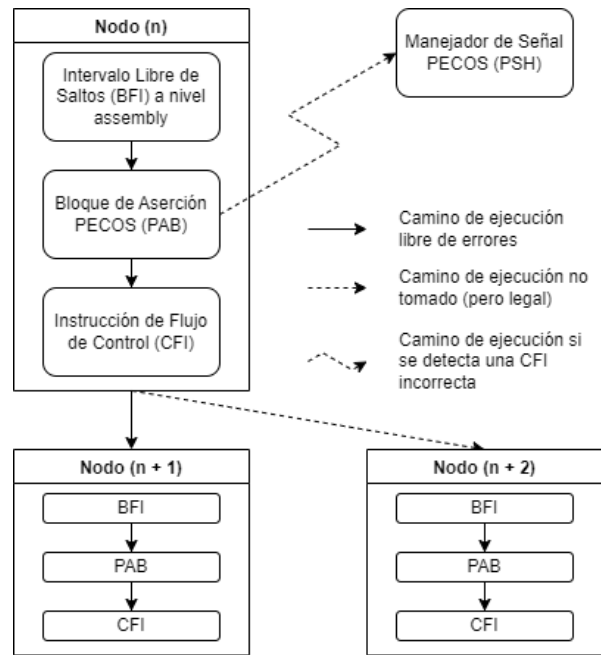 Nodo (n)
Intervalo Libre de
Saltos (BFI) a nivel
assembly
Bloque de Aserción
PECOS (PAB)
Instrucción de Flujo
de Control (CFI)
Manejador de Señal
PECOS (PSH)
Camino de ejecución
libre de errores
Camino de ejecución no
tomado (pero legal)
Camino de ejecución si
se detecta una CFI
incorrecta
Nodo (n + 1)
BFI
PAB
CFI
Nodo (n + 2)
BFI
PAB
CFI